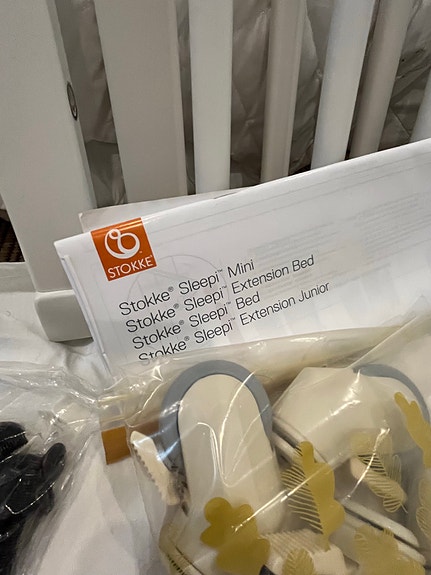 STOKKE®
Stokke® Sleepi™ Mini
Stokke® Sleepi™ Extension Bed
Stokke® Sleepi™ Bed
Stokke® Sleepi™ Extension Junior